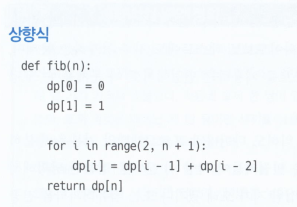 상향식
def fib(n):
    dp[0] = 0
    dp[1] = 1

    for i in range(2, n + 1):
        dp[i] = dp[i - 1] + dp[i - 2]
    return dp[n]